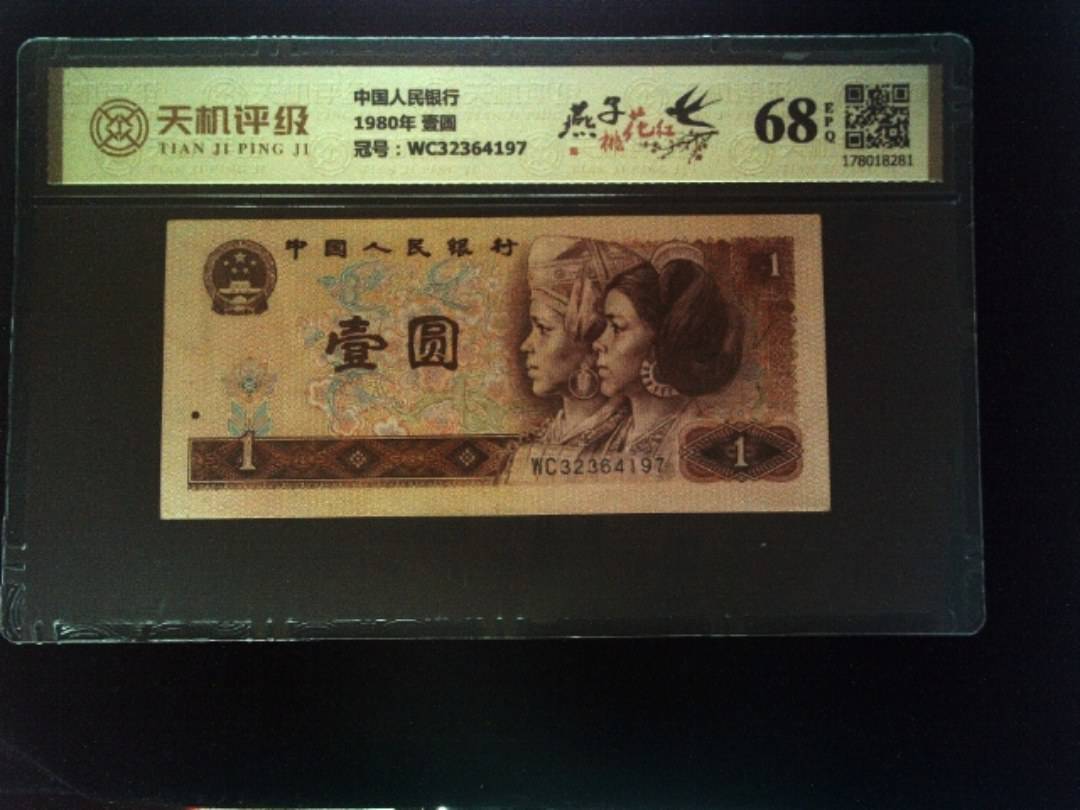 天机评级
TIAN JI PING JI
中国人民银行
1980年 壹圆
冠号：WC32364197
燕子
桃花红
68
EPQ
178018281
中国人民银行
1
壹圆
1
WC32364197
1